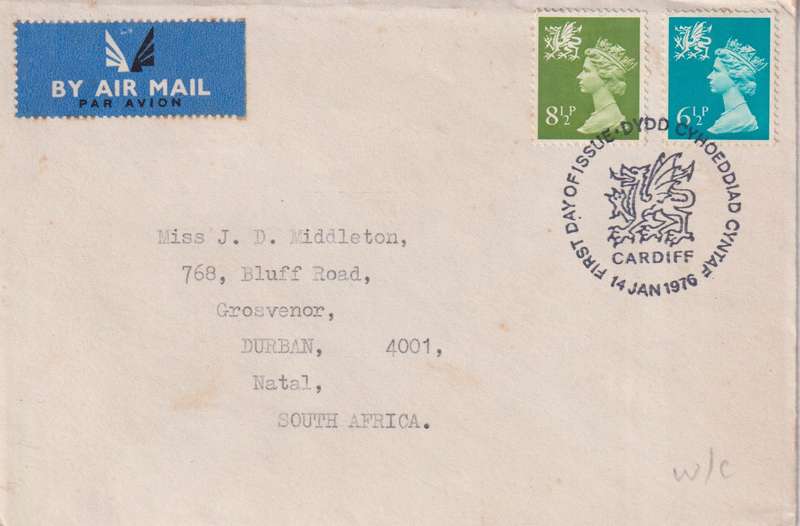 BY AIR MAIL
PAR AVION
8½P
6½P
FIRST DAY OF ISSUE · DYDD CYHOEDDIAD CYNTAF
CARDIFF
14 JAN 1976
Miss J. D. Middleton,
768, Bluff Road,
Grosvenor,
DURBAN, 4001,
Natal,
SOUTH AFRICA.
w/c